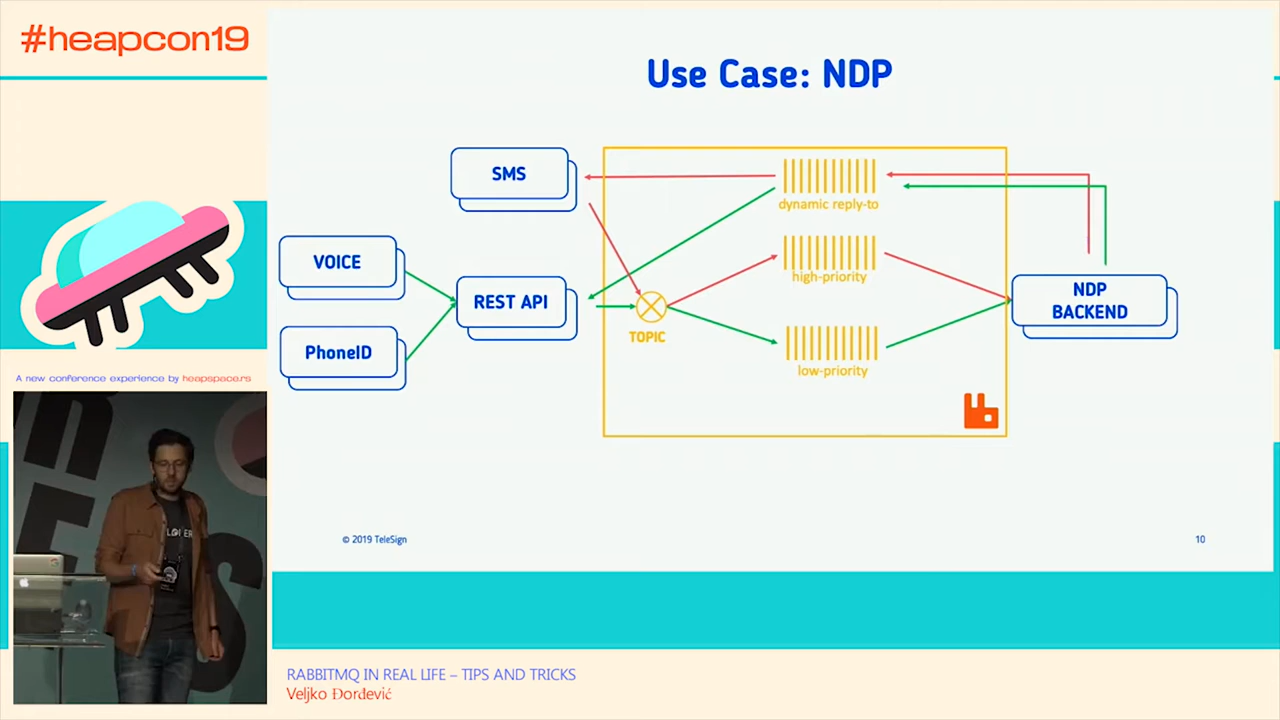 #heapcon19
Use Case: NDP
SMS
dynamic reply-to
VOICE
high-priority
REST API
NDP
BACKEND
TOPIC
PhoneID
low-priority
A new conference experience by heapspace.rs
© 2019 TeleSign
10
RABBITMQ IN REAL LIFE – TIPS AND TRICKS
Veljko Đorđević